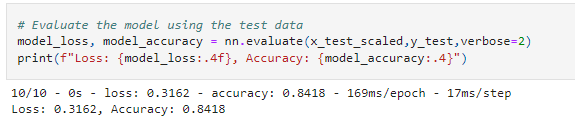 # Evaluate the model using the test data
model_loss, model_accuracy = nn.evaluate(x_test_scaled,y_test,verbose=2)
print(f"Loss: {model_loss:.4f}, Accuracy: {model_accuracy:.4}")
10/10 - 0s - loss: 0.3162 - accuracy: 0.8418 - 169ms/epoch - 17ms/step
Loss: 0.3162, Accuracy: 0.8418